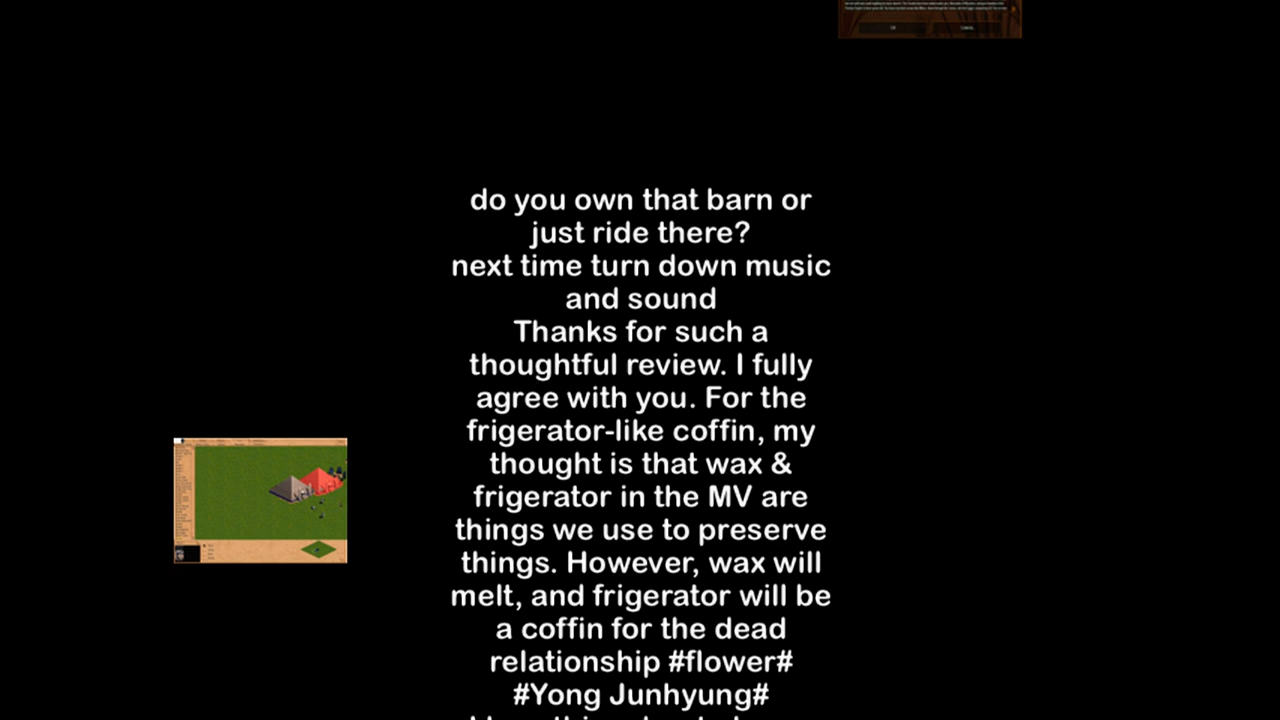 do you own that barn or
just ride there?
next time turn down music
and sound
Thanks for such a
thoughtful review. I fully
agree with you. For the
frigerator-like coffin, my
thought is that wax &
frigerator in the MV are
things we use to preserve
things. However, wax will
melt, and frigerator will be
a coffin for the dead
relationship #flower#
#Yong Junhyung#